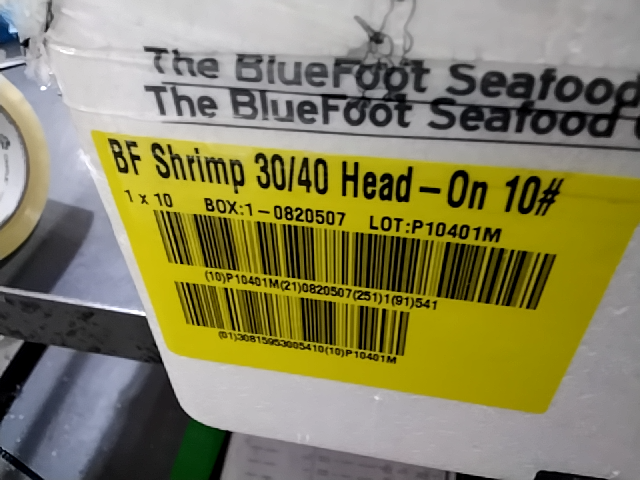 The BlueFoot Seafood
The BlueFoot Seafood
BF Shrimp 30/40 Head-On 10#
1 x 10 BOX:1-0820507 LOT:P10401M
(10)P10401M(21)0820507(251)1(91)541
(01)30815953005410(10)P10401M